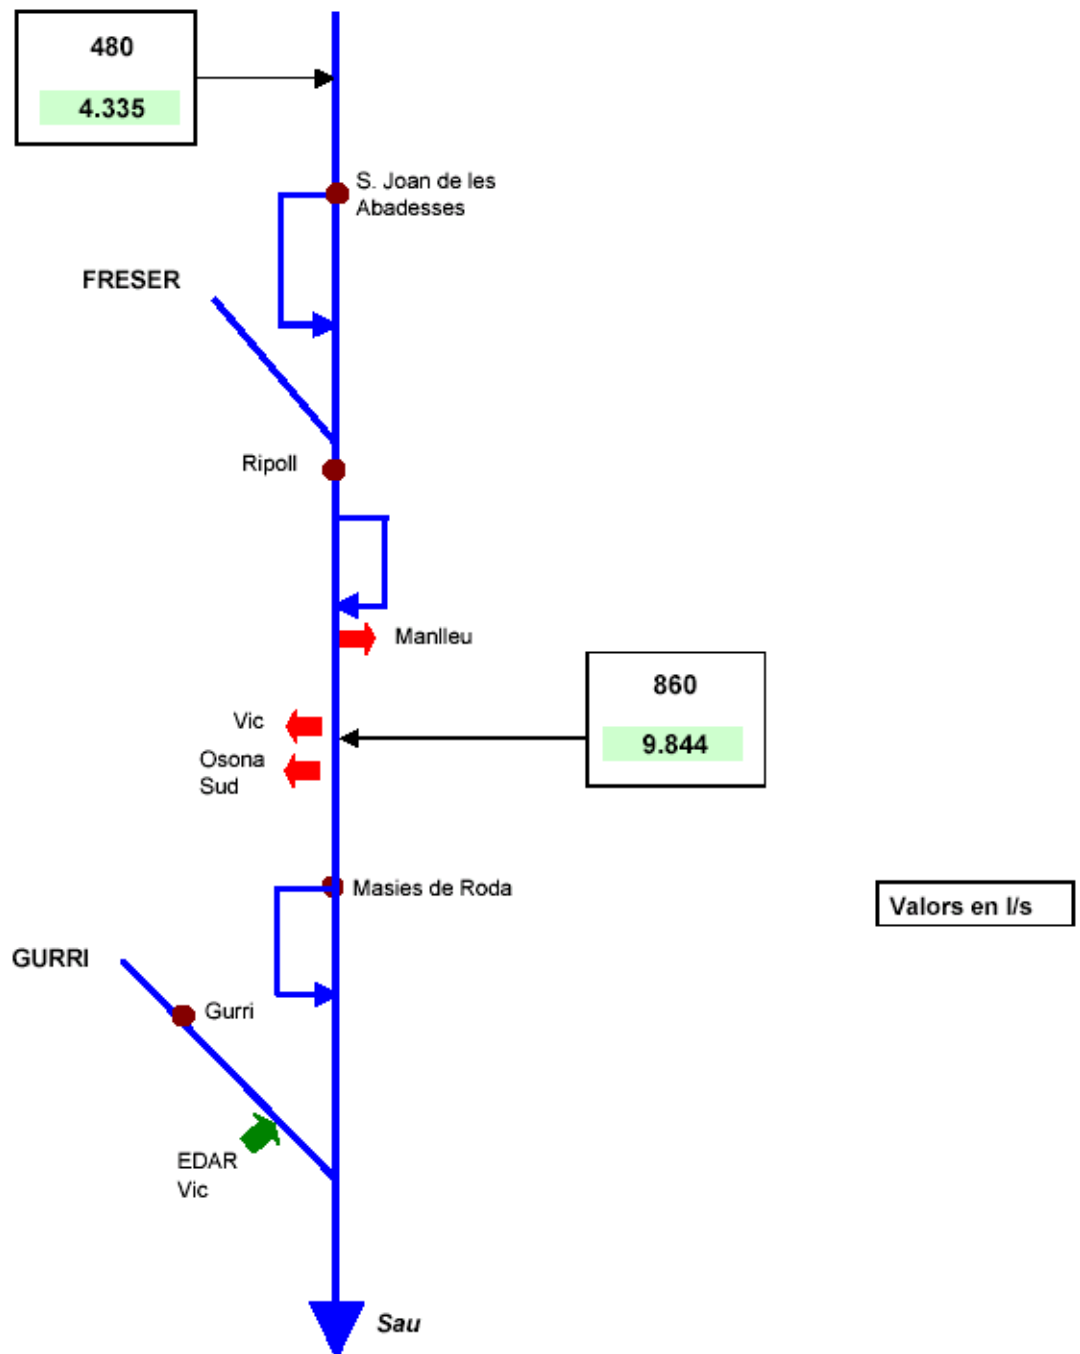 480
4.335
S. Joan de les
Abadesses
FRESER
Ripoll
Manlleu
860
9.844
Vic
Osona
Sud
Masies de Roda
Valors en l/s
GURRI
Gurri
EDAR
Vic
Sau